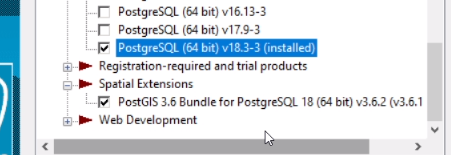 PostgreSQL (64 bit) v16.13-3
PostgreSQL (64 bit) v17.9-3
PostgreSQL (64 bit) v18.3-3 (installed)
Registration-required and trial products
Spatial Extensions
PostGIS 3.6 Bundle for PostgreSQL 18 (64 bit) v3.6.2 (v3.6.1
Web Development